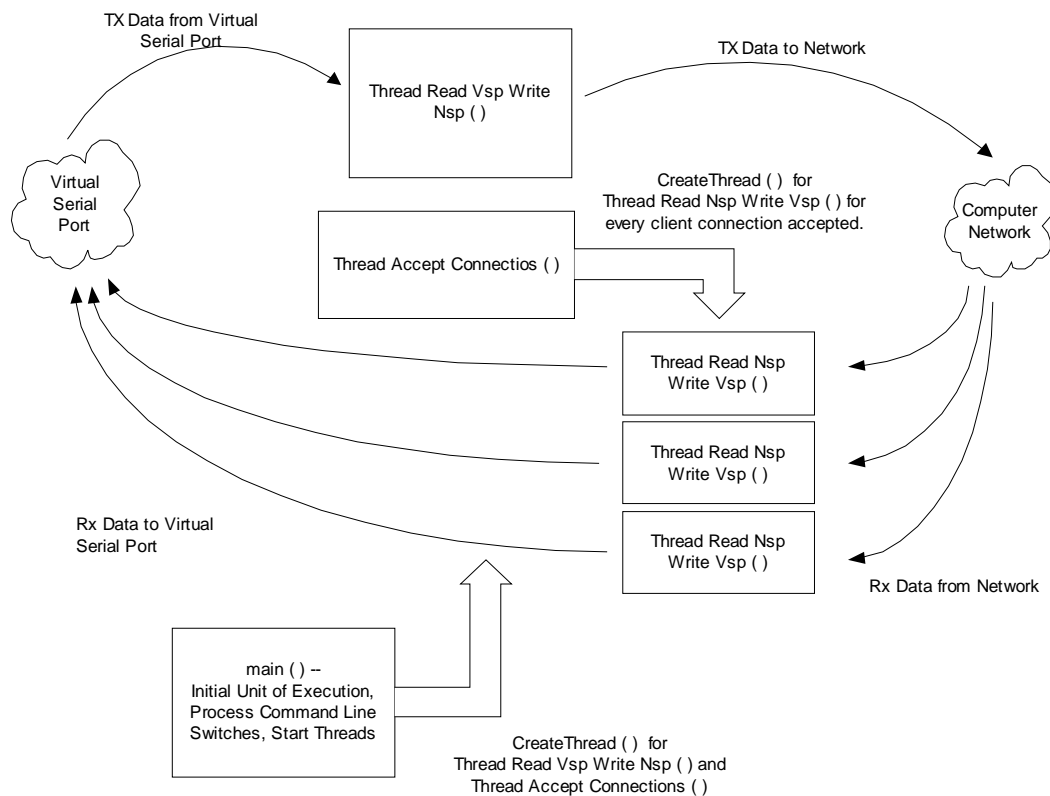 TX Data from Virtual
Serial Port
Thread Read Vsp Write
Nsp ( )
TX Data to Network
Virtual
Serial
Port
CreateThread ( ) for
Thread Read Nsp Write Vsp ( ) for
every client connection accepted.
Computer
Network
Thread Accept Connectios ( )
Thread Read Nsp
Write Vsp ( )
Thread Read Nsp
Write Vsp ( )
Thread Read Nsp
Write Vsp ( )
Rx Data to Virtual
Serial Port
Rx Data from Network
main ( ) --
Initial Unit of Execution,
Process Command Line
Switches, Start Threads
CreateThread ( ) for
Thread Read Vsp Write Nsp ( ) and
Thread Accept Connections ( )